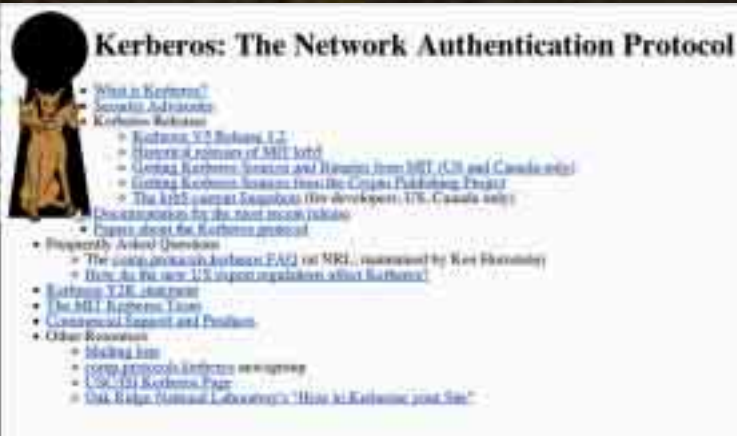 Kerberos: The Network Authentication Protocol
What is Kerberos?
Security Advisories
Kerberos Releases
Kerberos V5 Release 1.2
Historical releases of MIT krb5
Getting Kerberos Sources and Binaries from MIT (US and Canada only)
Getting Kerberos Sources from the Crypto Publishing Project
The krb5 current Snapshots (for developers, US, Canada only)
Documentation for the most recent release
Papers about the Kerberos protocol
Frequently Asked Questions
The comp.protocols.kerberos FAQ (at NRL, maintained by Ken Hornstein)
How do the new US export regulations affect Kerberos?
Kerberos Y2K statement
The MIT Kerberos Team
Commercial Support and Products
Other Resources
Mailing lists
comp.protocols.kerberos newsgroup
USC/ISI Kerberos Page
Oak Ridge National Laboratory's "How to Kerberize your Site"